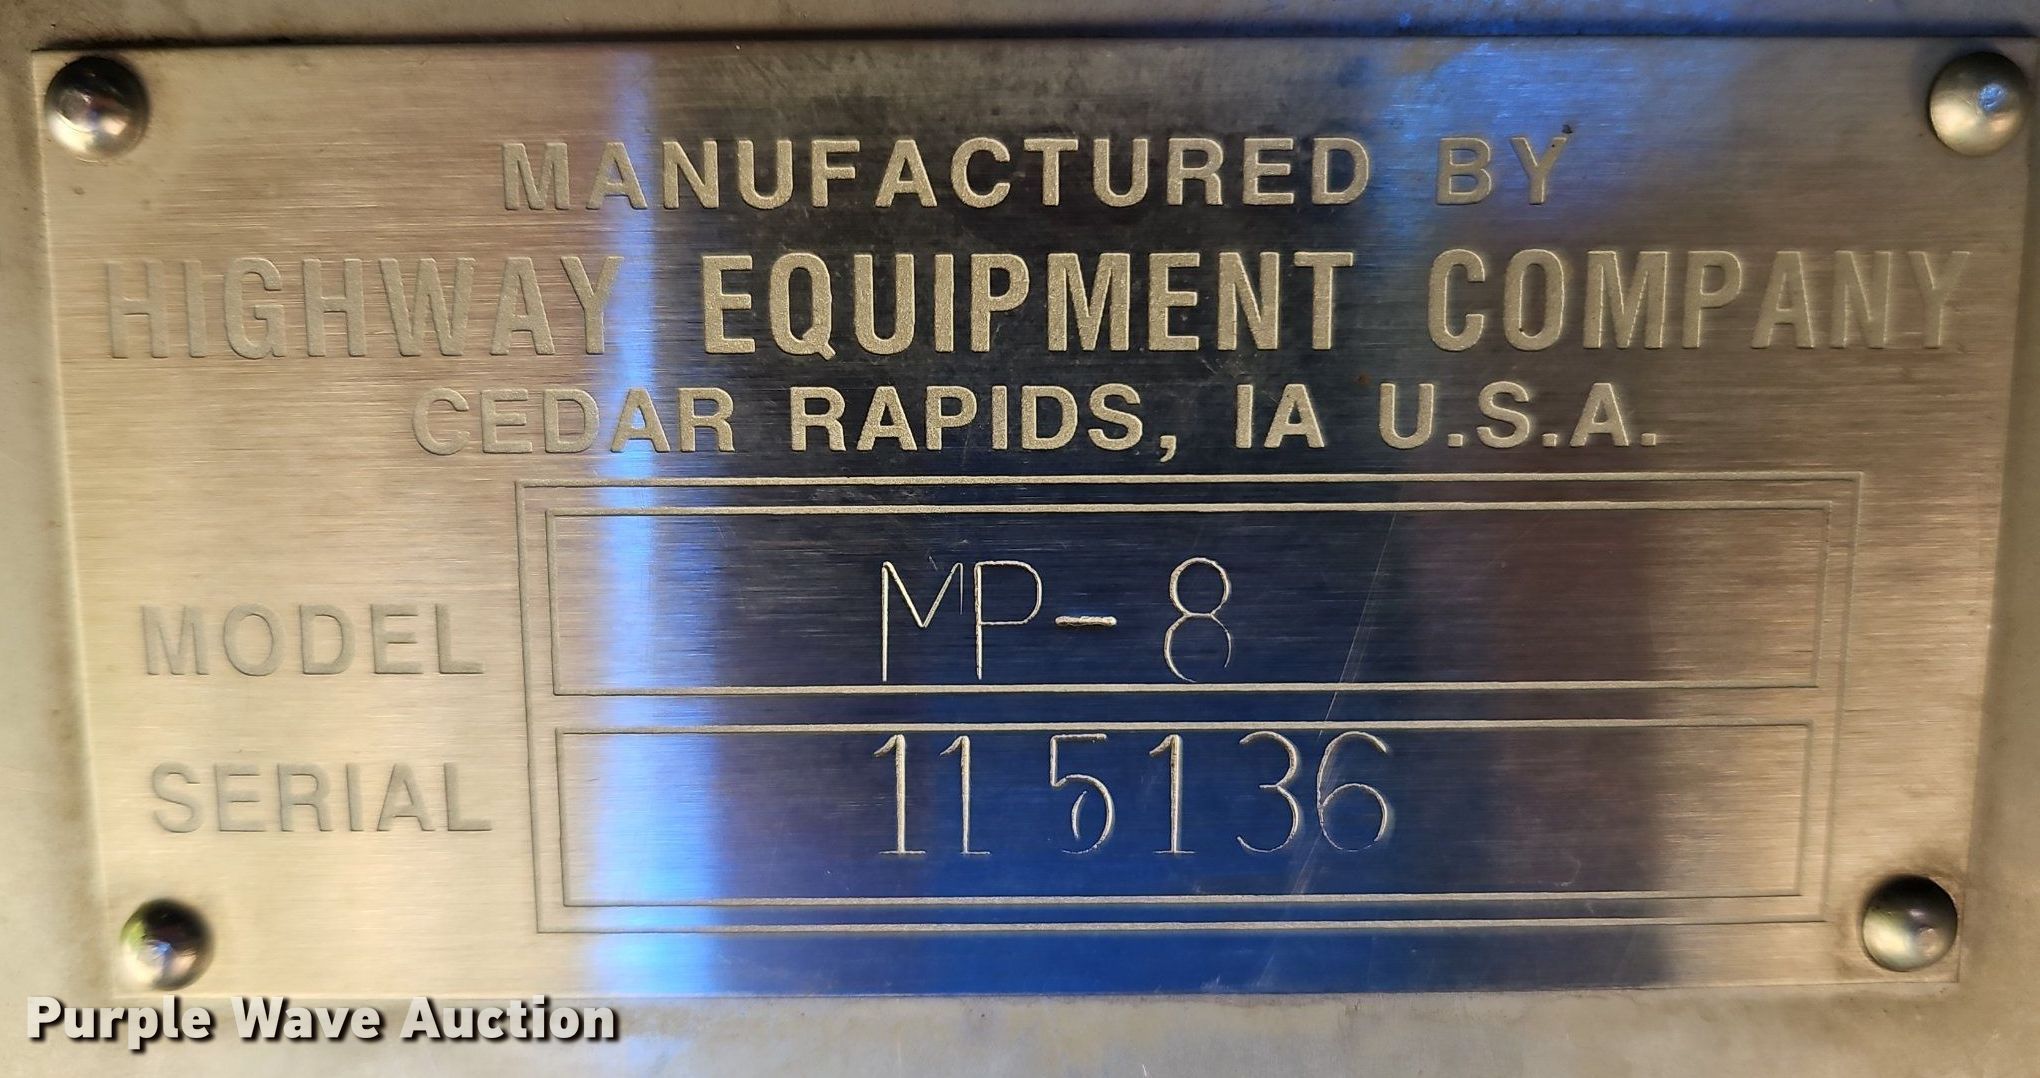 MANUFACTURED BY
HIGHWAY EQUIPMENT COMPANY
CEDAR RAPIDS, IA U.S.A.
MODEL MP-8
SERIAL 115136
Purple Wave Auction